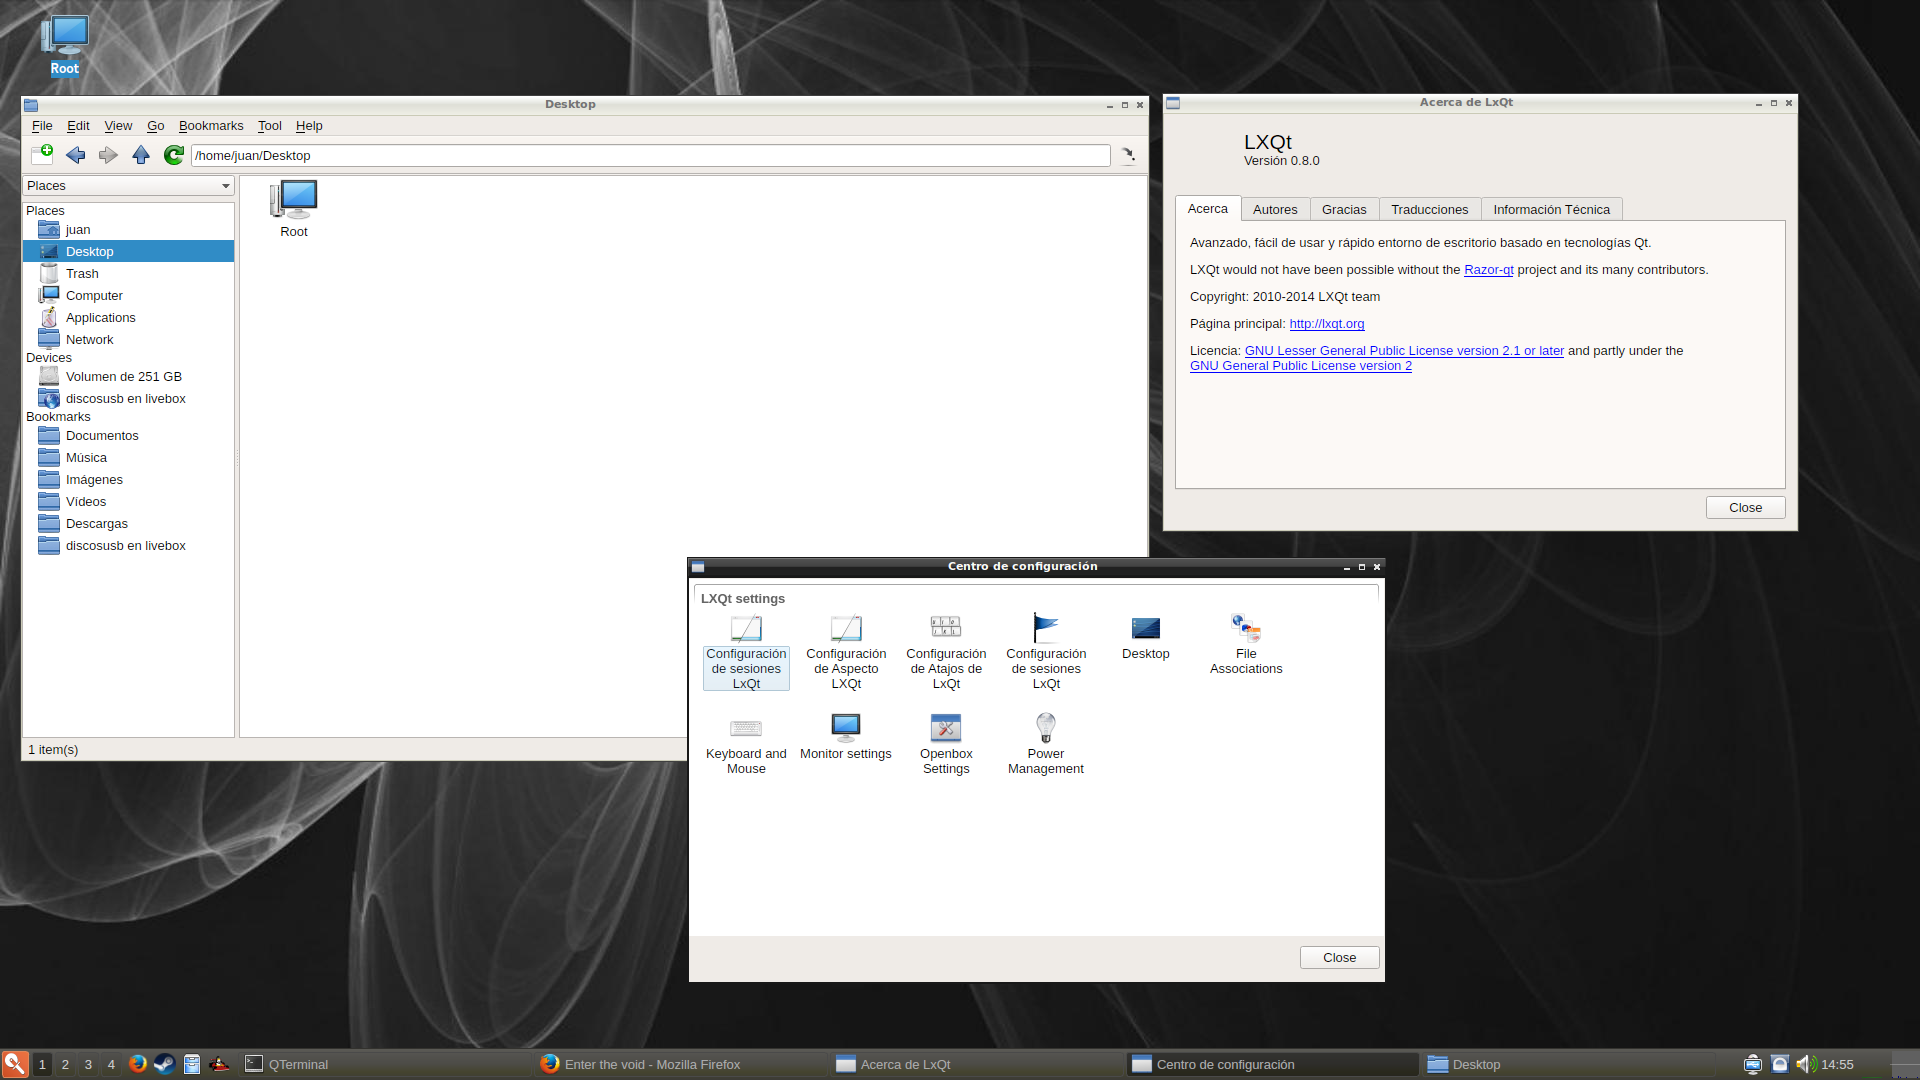 Root
Desktop
File Edit View Go Bookmarks Tool Help
/home/juan/Desktop
Places
Places
juan
Desktop
Trash
Computer
Applications
Network
Devices
Volumen de 251 GB
discosusb en livebox
Bookmarks
Documentos
Música
Imágenes
Vídeos
Descargas
discosusb en livebox
Root
1 item(s)
Acerca de LxQt
LXQt
Versión 0.8.0
Acerca Autores Gracias Traducciones Información Técnica
Avanzado, fácil de usar y rápido entorno de escritorio basado en tecnologías Qt.
LXQt would not have been possible without the Razor-qt project and its many contributors.
Copyright: 2010-2014 LXQt team
Página principal: http://lxqt.org
Licencia: GNU Lesser General Public License version 2.1 or later and partly under the
GNU General Public License version 2
Close
Centro de configuración
LXQt settings
Configuración
de sesiones
LxQt
Configuración
de Aspecto
LXQt
Configuración
de Atajos de
LxQt
Configuración
de sesiones
LxQt
Desktop
File
Associations
Keyboard and
Mouse
Monitor settings
Openbox
Settings
Power
Management
Close
1 2 3 4 QTerminal Enter the void - Mozilla Firefox Acerca de LxQt Centro de configuración Desktop 14:55